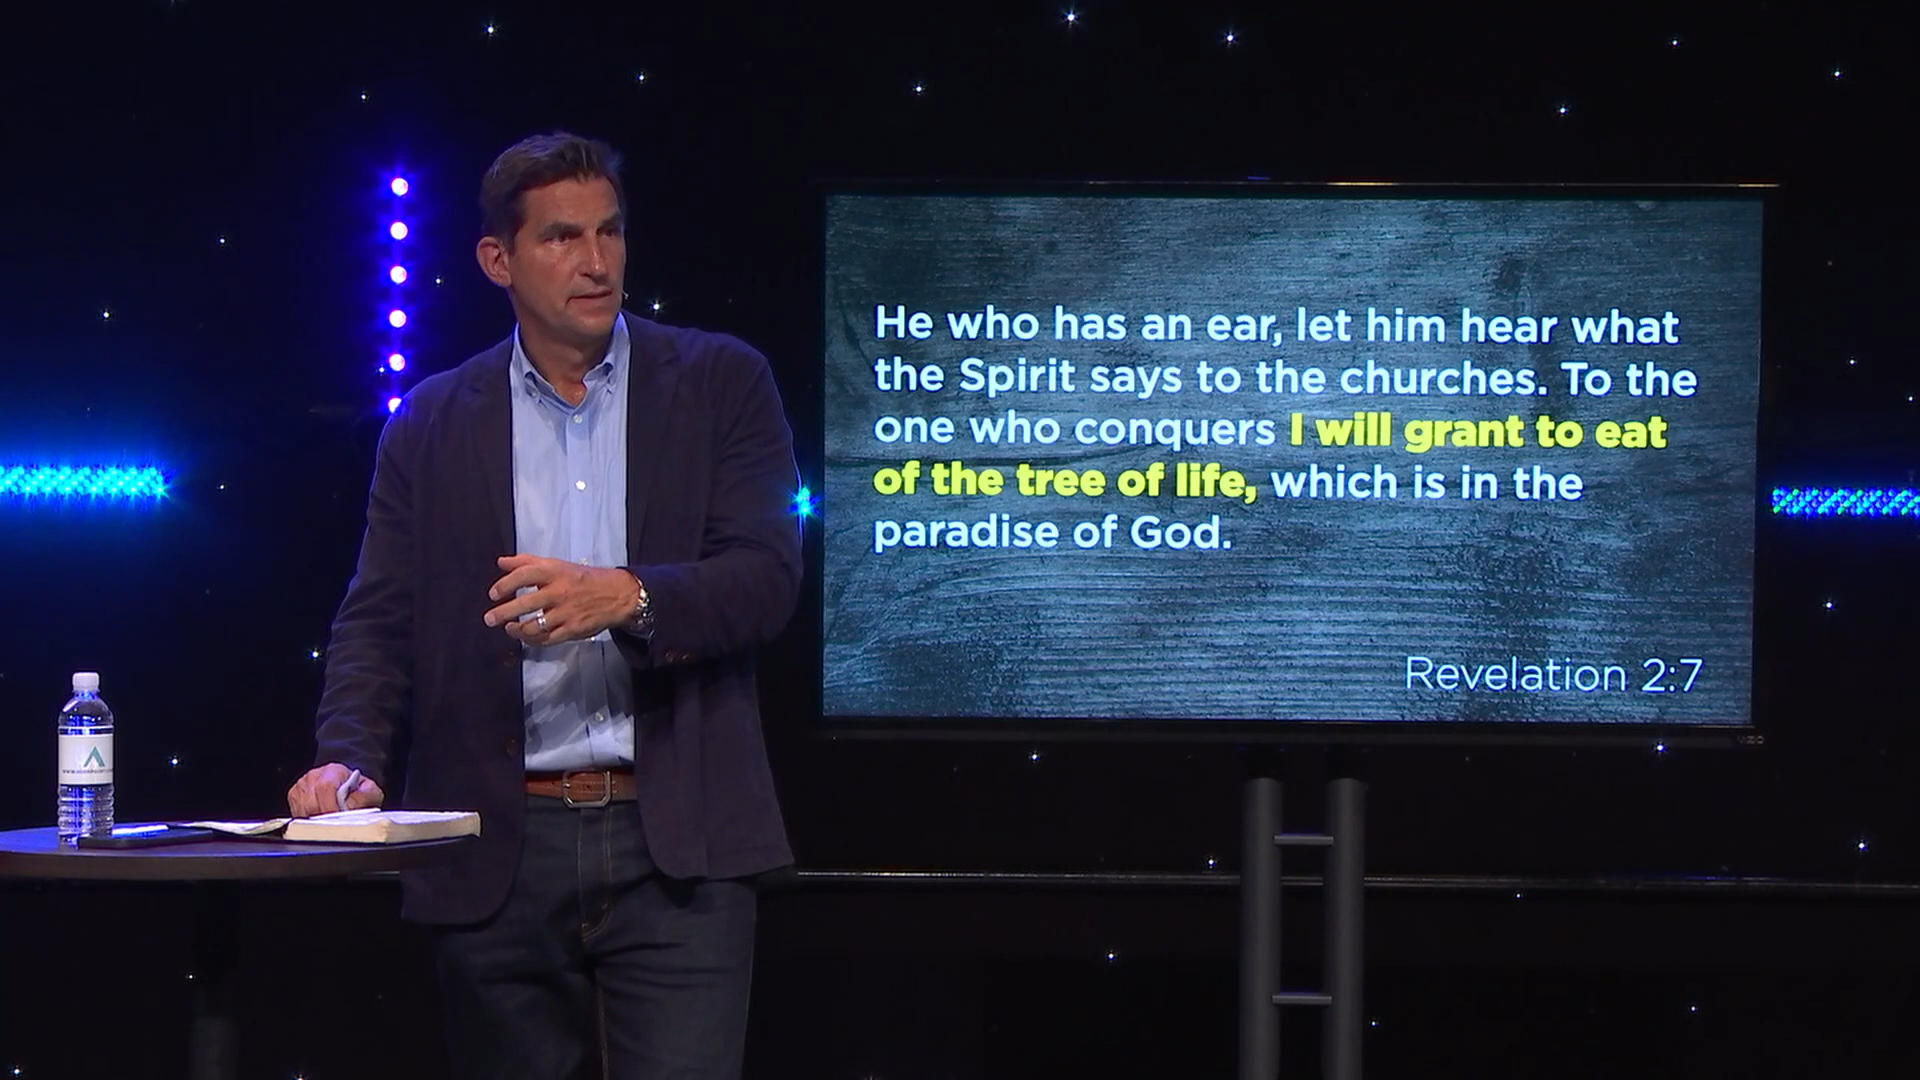 He who has an ear, let him hear what
the Spirit says to the churches. To the
one who conquers I will grant to eat
of the tree of life, which is in the
paradise of God.
Revelation 2:7
VIZIO